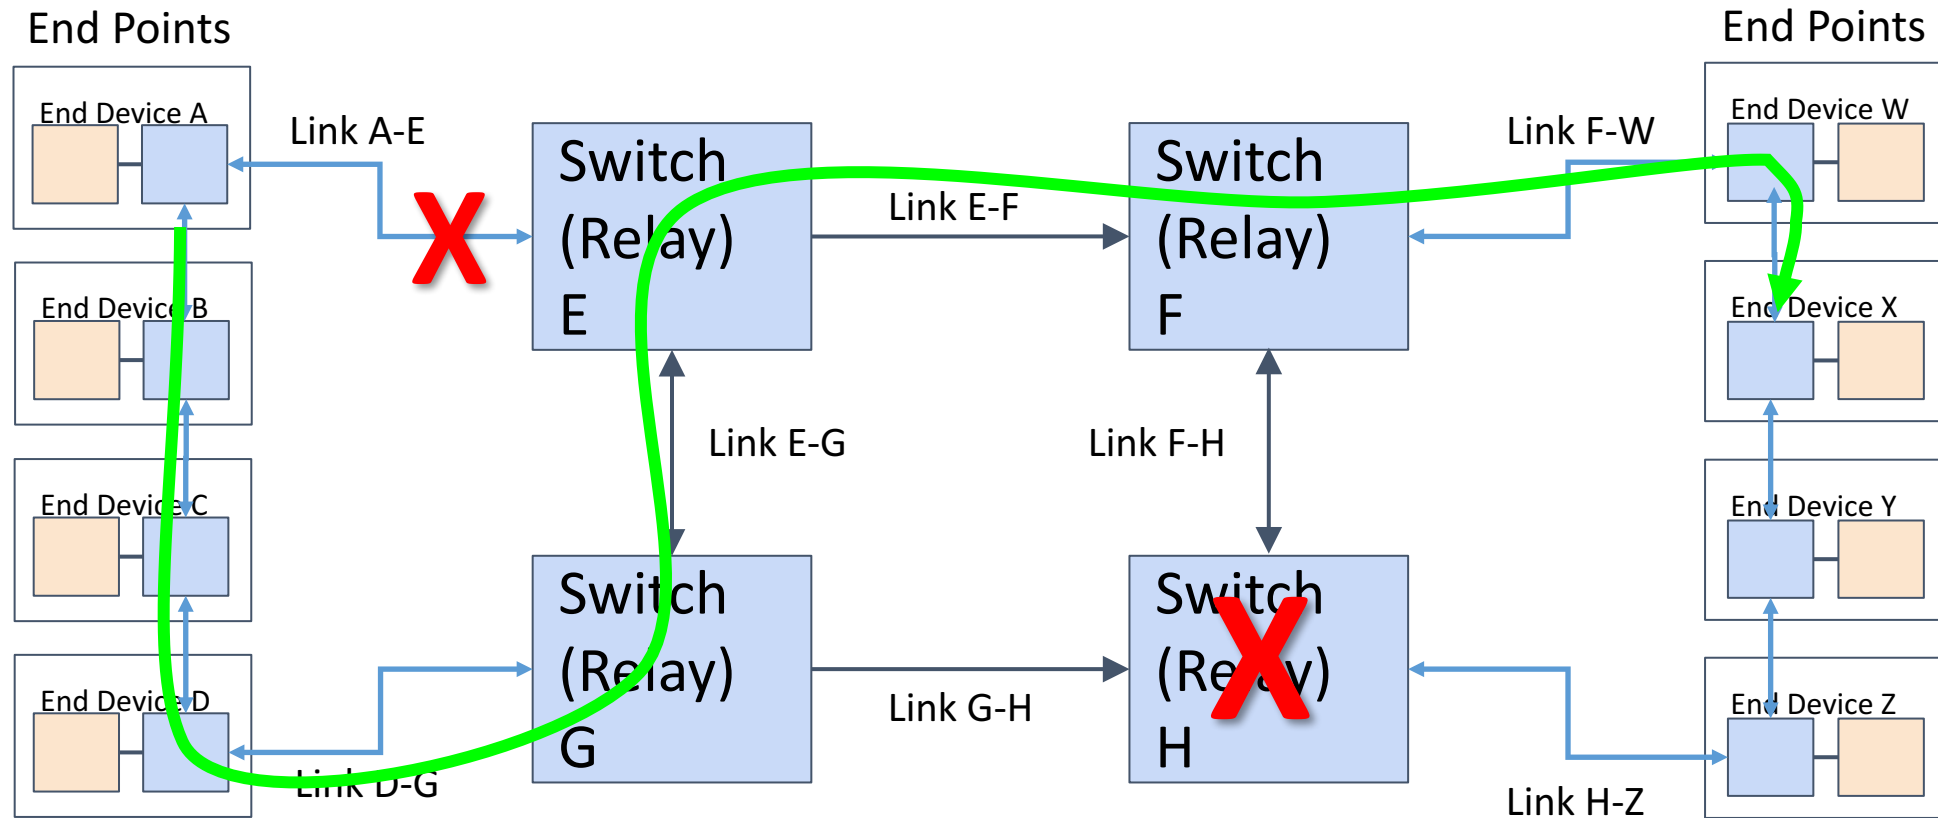 End Points
End Points
End Device A
Link A-E
Switch
(Relay)
E
Link E-F
Switch
(Relay)
F
Link F-W
End Device W
End Device B
End Device X
Link E-G
Link F-H
End Device C
End Device Y
End Device D
Link D-G
Switch
(Relay)
G
Link G-H
Switch
(Relay)
H
Link H-Z
End Device Z
X
X